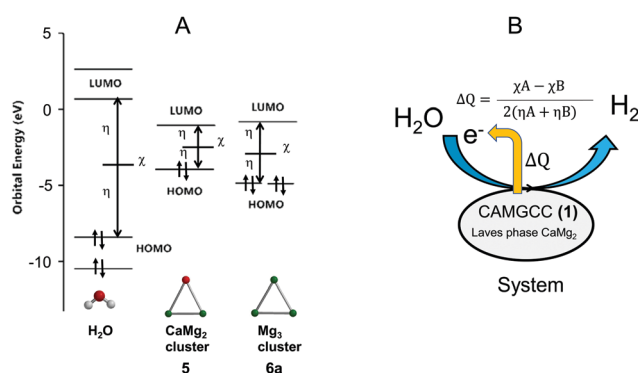 A
Orbital Energy (eV)
0
-5
-10
LUMO
η
χ
η
HOMO
H₂O
LUMO
η
χ
η
HOMO
CaMg₂
cluster
5
LUMO
η
χ
η
HOMO
Mg₃
cluster
6a
B
ΔQ = χA − χB
2(ηA + ηB)
H₂O
e⁻
H₂
ΔQ
CAMGCC (1)
Laves phase CaMg₂
System